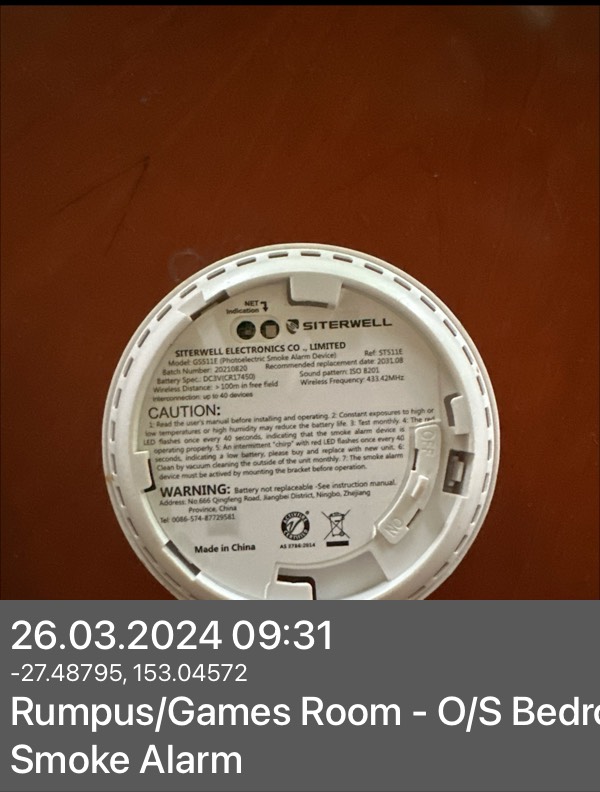 NET
Indication
SITERWELL
SITERWELL ELECTRONICS CO ., LIMITED
Model: GS511E (Photoelectric Smoke Alarm Device) Ref: ST511E
Batch Number: 20210820 Recommended replacement date: 2031.08
Battery Spec.: DC3V(CR17450) Sound pattern: ISO 8201
Wireless Distance: >100m in free field Wireless Frequency: 433.42MHz
Interconnection: up to 40 devices
CAUTION:
1: Read the user's manual before installing and operating. 2: Constant exposures to high or
low temperatures or high humidity may reduce the battery life. 3: Test monthly. 4: The red
LED flashes once every 40 seconds, indicating that the smoke alarm device is
operating properly. 5: An intermittent "chirp" with red LED flashes once every 40
seconds, indicating a low battery, please buy and replace with new unit. 6:
Clean by vacuum cleaning the outside of the unit monthly. 7: The smoke alarm
device must be actived by mounting the bracket before operation.
WARNING: Battery not replaceable -See instruction manual.
Address: No.666 Qingfeng Road, Jiangbei District, Ningbo, Zhejiang
Province, China
Tel: 0086-574-87729581
OFF
ON
AS 3786:2014
Made in China
26.03.2024 09:31
-27.48795, 153.04572
Rumpus/Games Room - O/S Bedro
Smoke Alarm